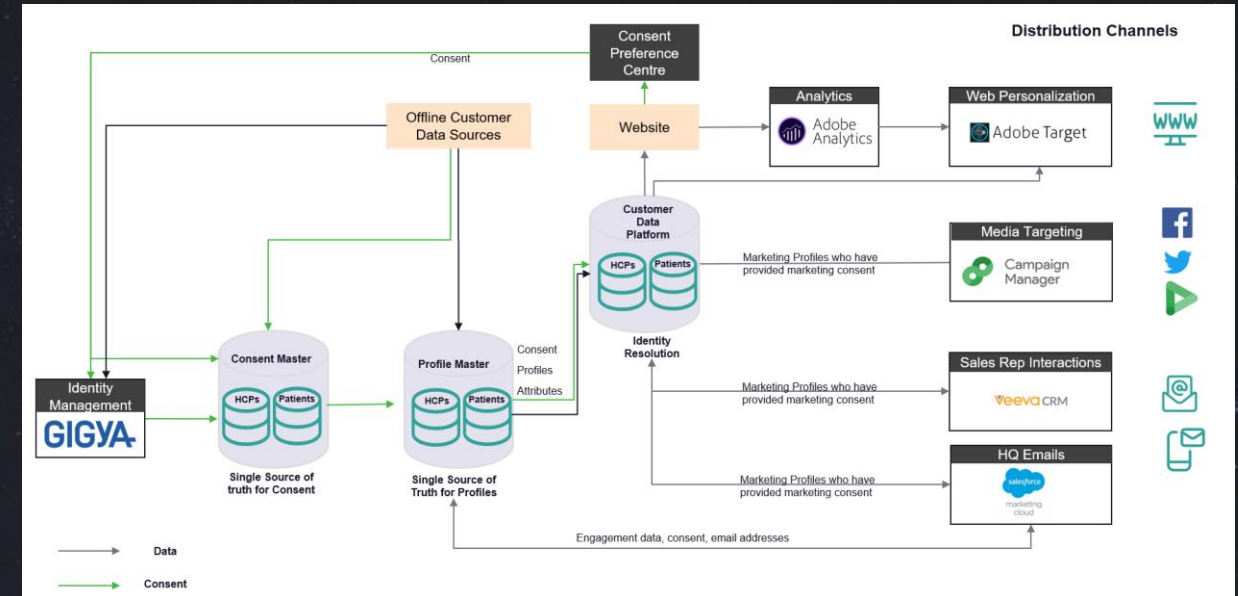 Distribution Channels
Consent
Preference
Centre
Consent
Offline Customer
Data Sources
Website
Analytics
Adobe
Analytics
Web Personalization
Adobe Target
WWW
Customer
Data
Platform
HCPs
Patients
Identity
Resolution
Marketing Profiles who have
provided marketing consent
Media Targeting
Campaign
Manager
Consent Master
HCPs
Patients
Single Source of
truth for Consent
Profile Master
HCPs
Patients
Single Source of
Truth for Profiles
Consent
Profiles
Attributes
Identity
Management
GIGYA
Marketing Profiles who have
provided marketing consent
Sales Rep Interactions
Veeva CRM
Marketing Profiles who have
provided marketing consent
HQ Emails
salesforce
marketing
cloud
Engagement data, consent, email addresses
Data
Consent